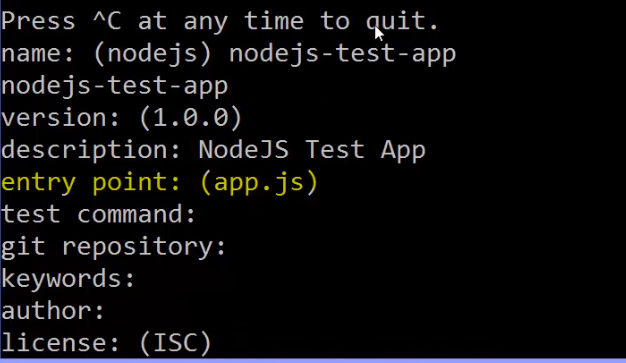 Press ^C at any time to quit.
name: (nodejs) nodejs-test-app
nodejs-test-app
version: (1.0.0)
description: NodeJS Test App
entry point: (app.js)
test command:
git repository:
keywords:
author:
license: (ISC)